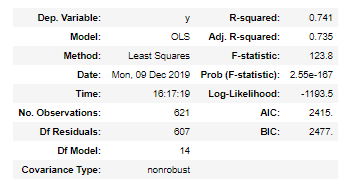 Dep. Variable: y R-squared: 0.741
Model: OLS Adj. R-squared: 0.735
Method: Least Squares F-statistic: 123.8
Date: Mon, 09 Dec 2019 Prob (F-statistic): 2.55e-167
Time: 16:17:19 Log-Likelihood: -1193.5
No. Observations: 621 AIC: 2415.
Df Residuals: 607 BIC: 2477.
Df Model: 14
Covariance Type: nonrobust